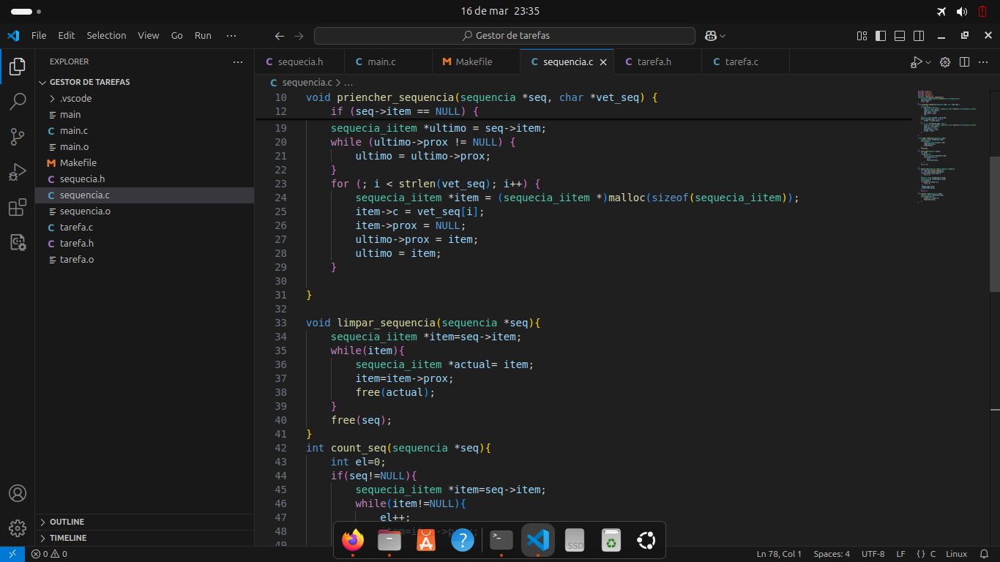 16 de mar 23:35
File Edit Selection View Go Run ...
Gestor de tarefas
EXPLORER ...
GESTOR DE TAREFAS
.vscode
main
C main.c
main.o
M Makefile
C sequecia.h
C sequencia.c
sequencia.o
C tarefa.c
C tarefa.h
tarefa.o
OUTLINE
TIMELINE
C sequecia.h C main.c M Makefile C sequencia.c C tarefa.h C tarefa.c
C sequencia.c > ...
10 void priencher_sequencia(sequencia *seq, char *vet_seq) {
12 if (seq->item == NULL) {
19 sequecia_iitem *ultimo = seq->item;
20 while (ultimo->prox != NULL) {
21 ultimo = ultimo->prox;
22 }
23 for (; i < strlen(vet_seq); i++) {
24 sequecia_iitem *item = (sequecia_iitem *)malloc(sizeof(sequecia_iitem));
25 item->c = vet_seq[i];
26 item->prox = NULL;
27 ultimo->prox = item;
28 ultimo = item;
29 }
30
31 }
32
33 void limpar_sequencia(sequencia *seq){
34 sequecia_iitem *item=seq->item;
35 while(item){
36 sequecia_iitem *actual= item;
37 item=item->prox;
38 free(actual);
39 }
40 free(seq);
41 }
42 int count_seq(sequencia *seq){
43 int el=0;
44 if(seq!=NULL){
45 sequecia_iitem *item=seq->item;
46 while(item!=NULL){
47 el++;
48 item=item->prox;
49
SSD
0 0 Ln 78, Col 1 Spaces: 4 UTF-8 LF {} C Linux